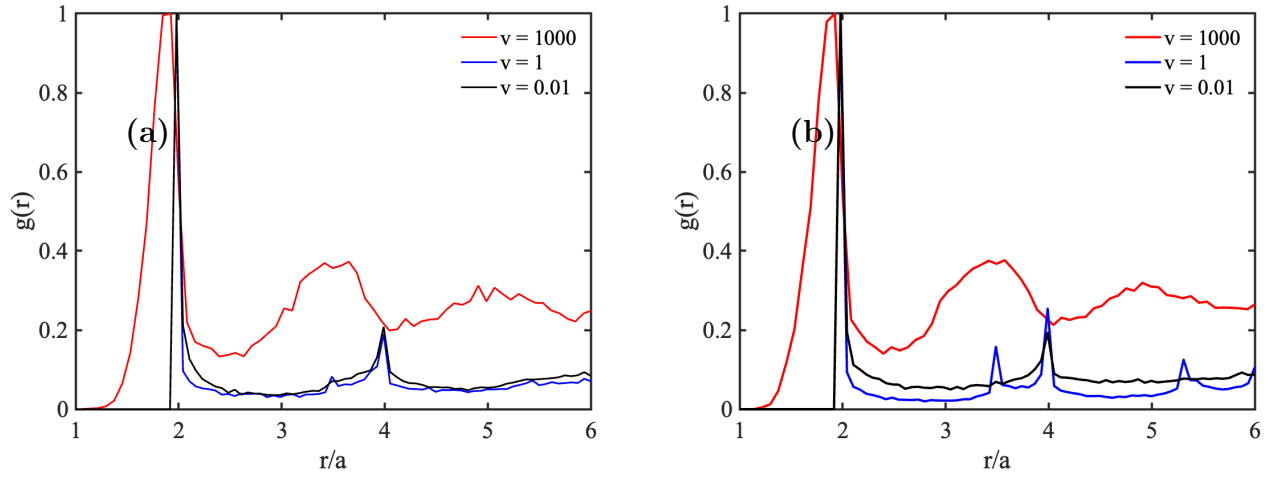 1
0.8
0.6
0.4
0.2
0
g(r)
(a)
v = 1000
v = 1
v = 0.01
1 2 3 4 5 6
r/a
1
0.8
0.6
0.4
0.2
0
g(r)
(b)
v = 1000
v = 1
v = 0.01
1 2 3 4 5 6
r/a